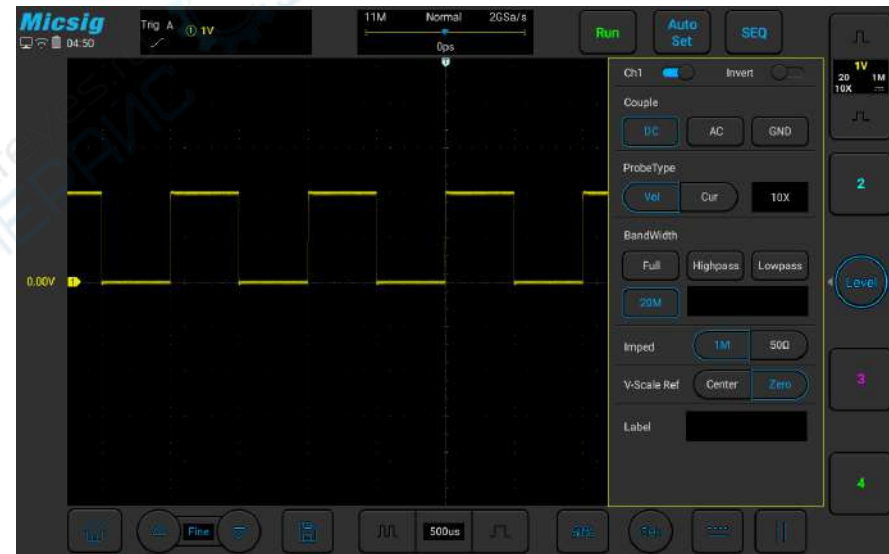 Micsig
04:50
Trig A ① 1V
11M Normal 2GSa/s
0ps
T
Run
Auto
Set
SEQ
1V
20 1M
10X
Ch1 Invert
Couple
DC AC GND
ProbeType
Vol Cur 10X
BandWidth
Full Highpass Lowpass
20M
Imped 1M 50Ω
V-Scale Ref Center Zero
Label
0.00V 1
2
Level
3
4
Fine
500us